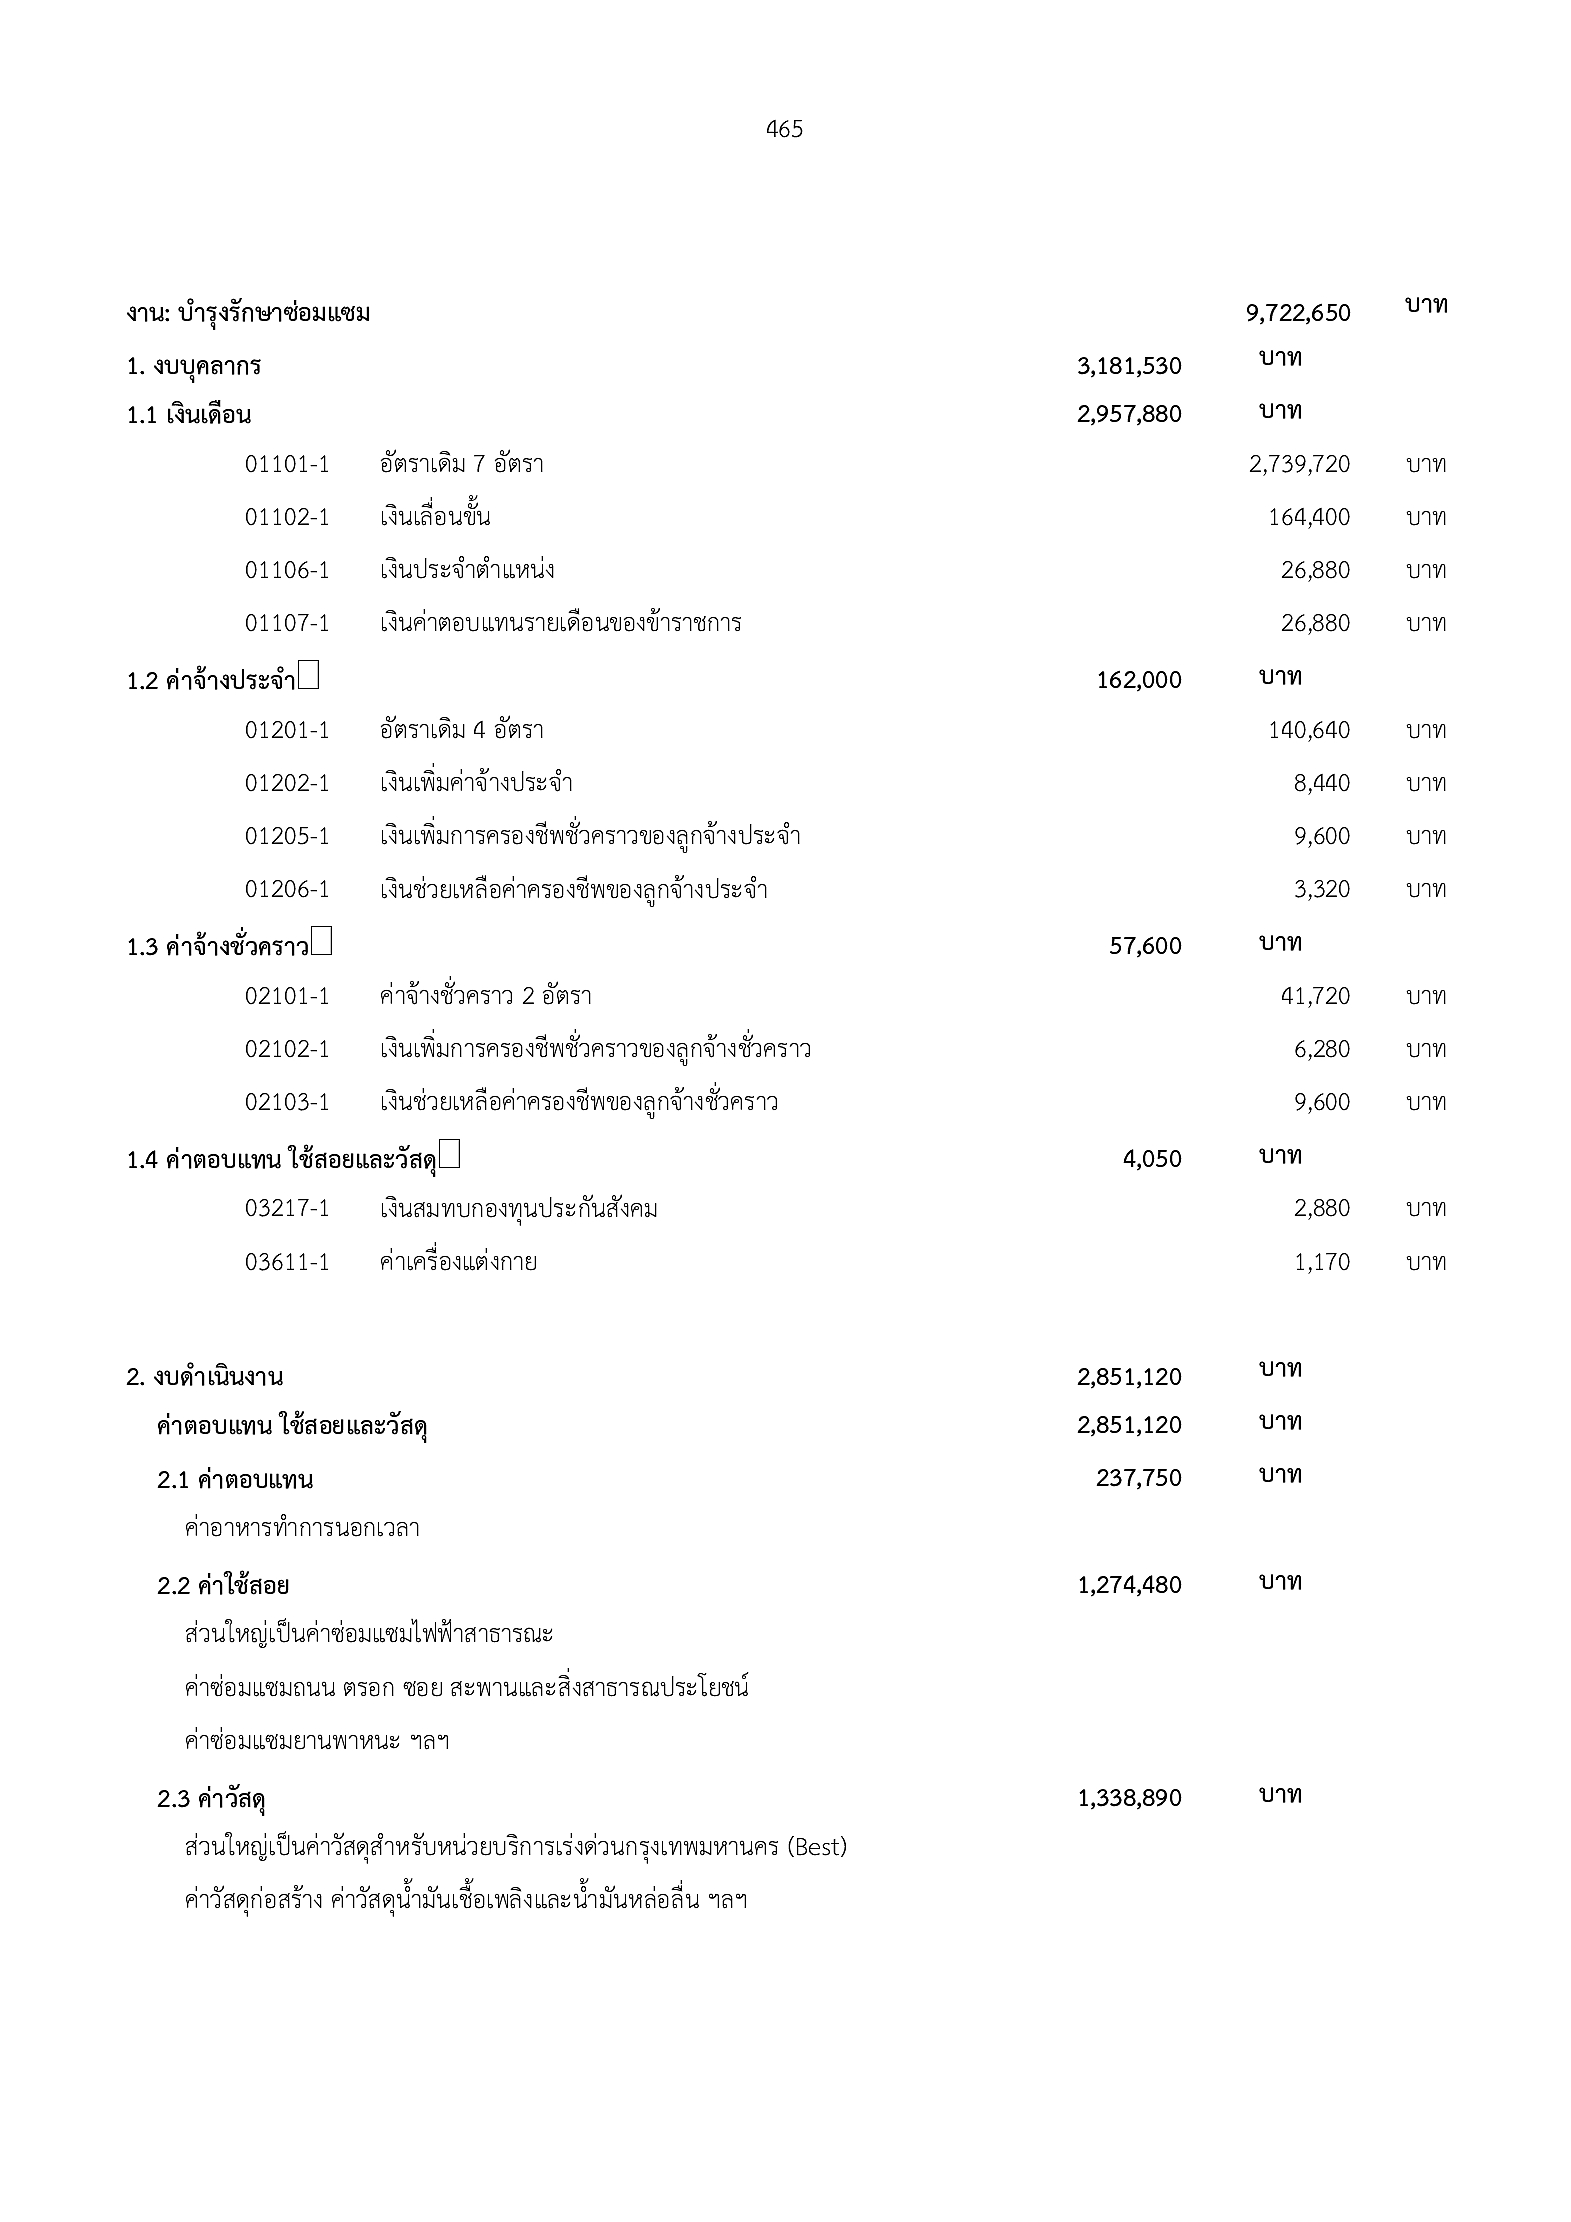 465
งาน: บำรุงรักษาซ่อมแซม 9,722,650 บาท
1. งบบุคลากร 3,181,530 บาท
1.1 เงินเดือน 2,957,880 บาท
01101-1 อัตราเดิม 7 อัตรา 2,739,720 บาท
01102-1 เงินเลื่อนขั้น 164,400 บาท
01106-1 เงินประจำตำแหน่ง 26,880 บาท
01107-1 เงินค่าตอบแทนรายเดือนของข้าราชการ 26,880 บาท
1.2 ค่าจ้างประจำ 162,000 บาท
01201-1 อัตราเดิม 4 อัตรา 140,640 บาท
01202-1 เงินเพิ่มค่าจ้างประจำ 8,440 บาท
01205-1 เงินเพิ่มการครองชีพชั่วคราวของลูกจ้างประจำ 9,600 บาท
01206-1 เงินช่วยเหลือค่าครองชีพของลูกจ้างประจำ 3,320 บาท
1.3 ค่าจ้างชั่วคราว 57,600 บาท
02101-1 ค่าจ้างชั่วคราว 2 อัตรา 41,720 บาท
02102-1 เงินเพิ่มการครองชีพชั่วคราวของลูกจ้างชั่วคราว 6,280 บาท
02103-1 เงินช่วยเหลือค่าครองชีพของลูกจ้างชั่วคราว 9,600 บาท
1.4 ค่าตอบแทน ใช้สอยและวัสดุ 4,050 บาท
03217-1 เงินสมทบกองทุนประกันสังคม 2,880 บาท
03611-1 ค่าเครื่องแต่งกาย 1,170 บาท
2. งบดำเนินงาน 2,851,120 บาท
ค่าตอบแทน ใช้สอยและวัสดุ 2,851,120 บาท
2.1 ค่าตอบแทน 237,750 บาท
ค่าอาหารทำการนอกเวลา
2.2 ค่าใช้สอย 1,274,480 บาท
ส่วนใหญ่เป็นค่าซ่อมแซมไฟฟ้าสาธารณะ
ค่าซ่อมแซมถนน ตรอก ซอย สะพานและสิ่งสาธารณประโยชน์
ค่าซ่อมแซมยานพาหนะ ฯลฯ
2.3 ค่าวัสดุ 1,338,890 บาท
ส่วนใหญ่เป็นค่าวัสดุสำหรับหน่วยบริการเร่งด่วนกรุงเทพมหานคร (Best)
ค่าวัสดุก่อสร้าง ค่าวัสดุน้ำมันเชื้อเพลิงและน้ำมันหล่อลื่น ฯลฯ